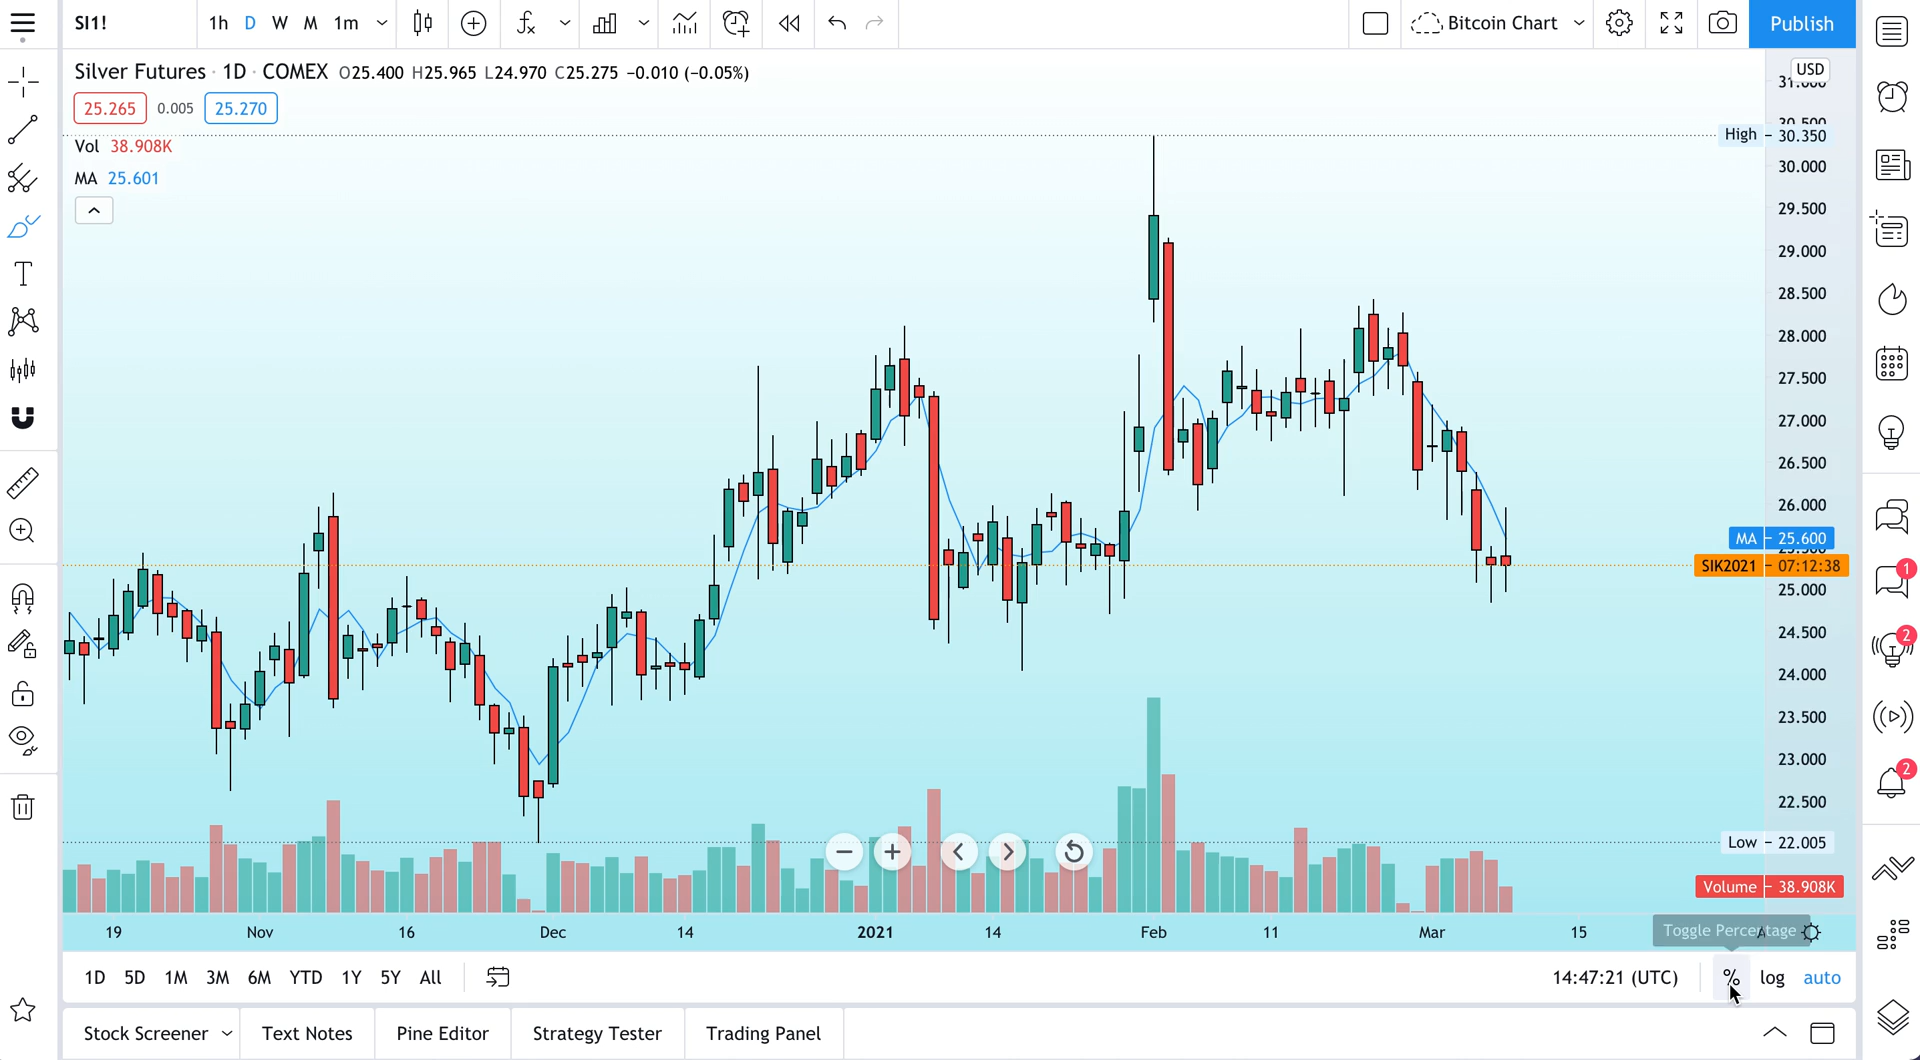 SI1!
1h D W M 1m
Bitcoin Chart
Publish
Silver Futures · 1D · COMEX O25.400 H25.965 L24.970 C25.275 −0.010 (−0.05%)
USD
25.265 0.005 25.270
Vol 38.908K
MA 25.601
31.000
30.500
High 30.350
30.000
29.500
29.000
28.500
28.000
27.500
27.000
26.500
26.000
MA 25.600
25.500
SIK2021 07:12:38
25.000
24.500
24.000
23.500
23.000
22.500
Low 22.005
Volume 38.908K
19 Nov 16 Dec 14 2021 14 Feb 11 Mar 15
Toggle Percentage
1D 5D 1M 3M 6M YTD 1Y 5Y All
14:47:21 (UTC) % log auto
Stock Screener Text Notes Pine Editor Strategy Tester Trading Panel
1
2
2